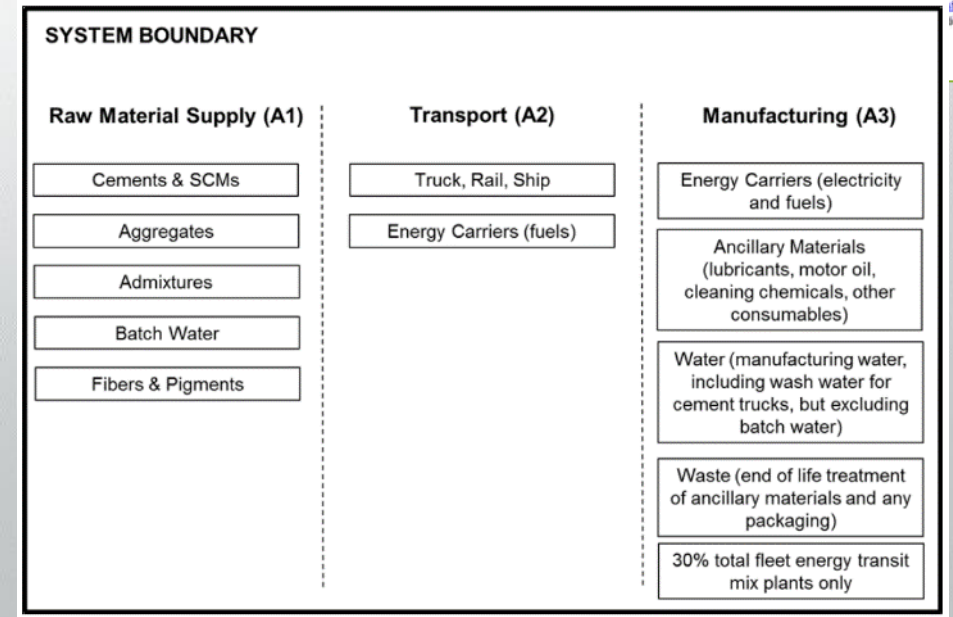 SYSTEM BOUNDARY
Raw Material Supply (A1)
Cements & SCMs
Aggregates
Admixtures
Batch Water
Fibers & Pigments
Transport (A2)
Truck, Rail, Ship
Energy Carriers (fuels)
Manufacturing (A3)
Energy Carriers (electricity
and fuels)
Ancillary Materials
(lubricants, motor oil,
cleaning chemicals, other
consumables)
Water (manufacturing water,
including wash water for
cement trucks, but excluding
batch water)
Waste (end of life treatment
of ancillary materials and any
packaging)
30% total fleet energy transit
mix plants only